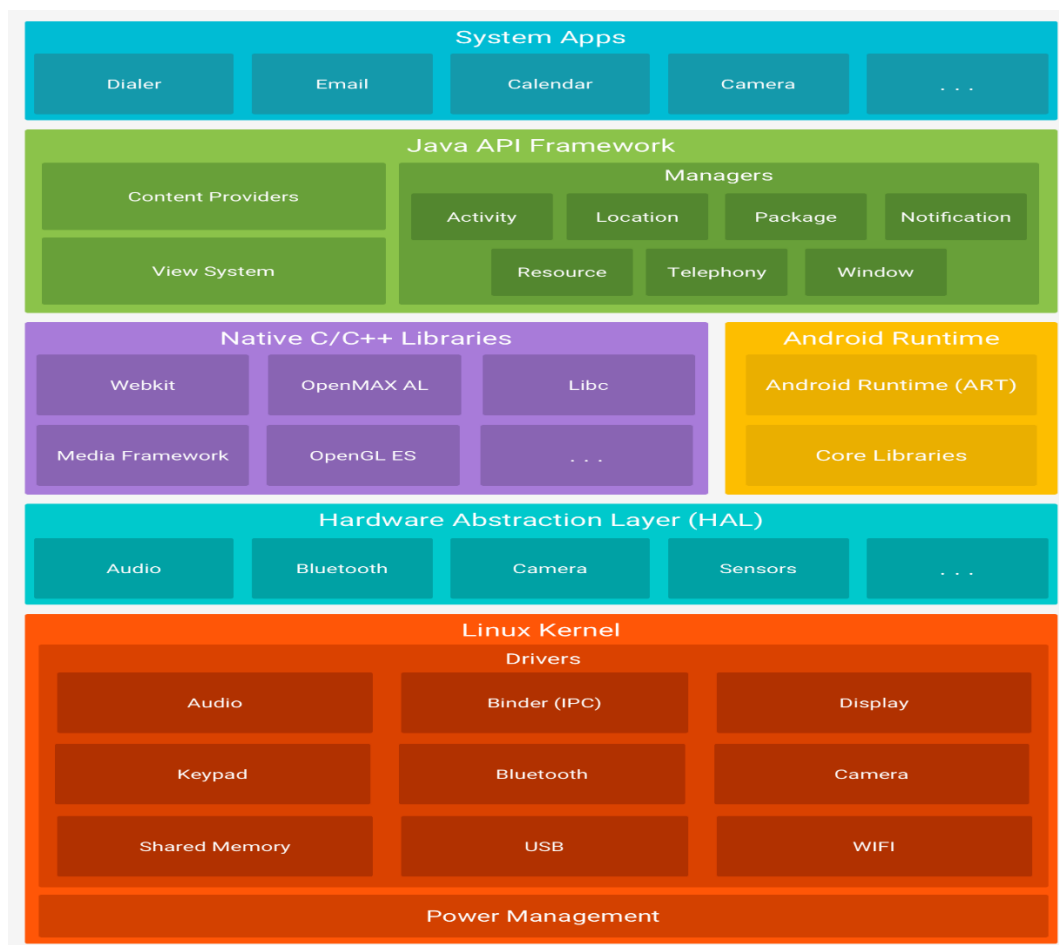 System Apps
Dialer Email Calendar Camera . . .
Java API Framework
Content Providers
View System
Managers
Activity Location Package Notification
Resource Telephony Window
Native C/C++ Libraries
Webkit OpenMAX AL Libc
Media Framework OpenGL ES . . .
Android Runtime
Android Runtime (ART)
Core Libraries
Hardware Abstraction Layer (HAL)
Audio Bluetooth Camera Sensors . . .
Linux Kernel
Drivers
Audio Binder (IPC) Display
Keypad Bluetooth Camera
Shared Memory USB WIFI
Power Management